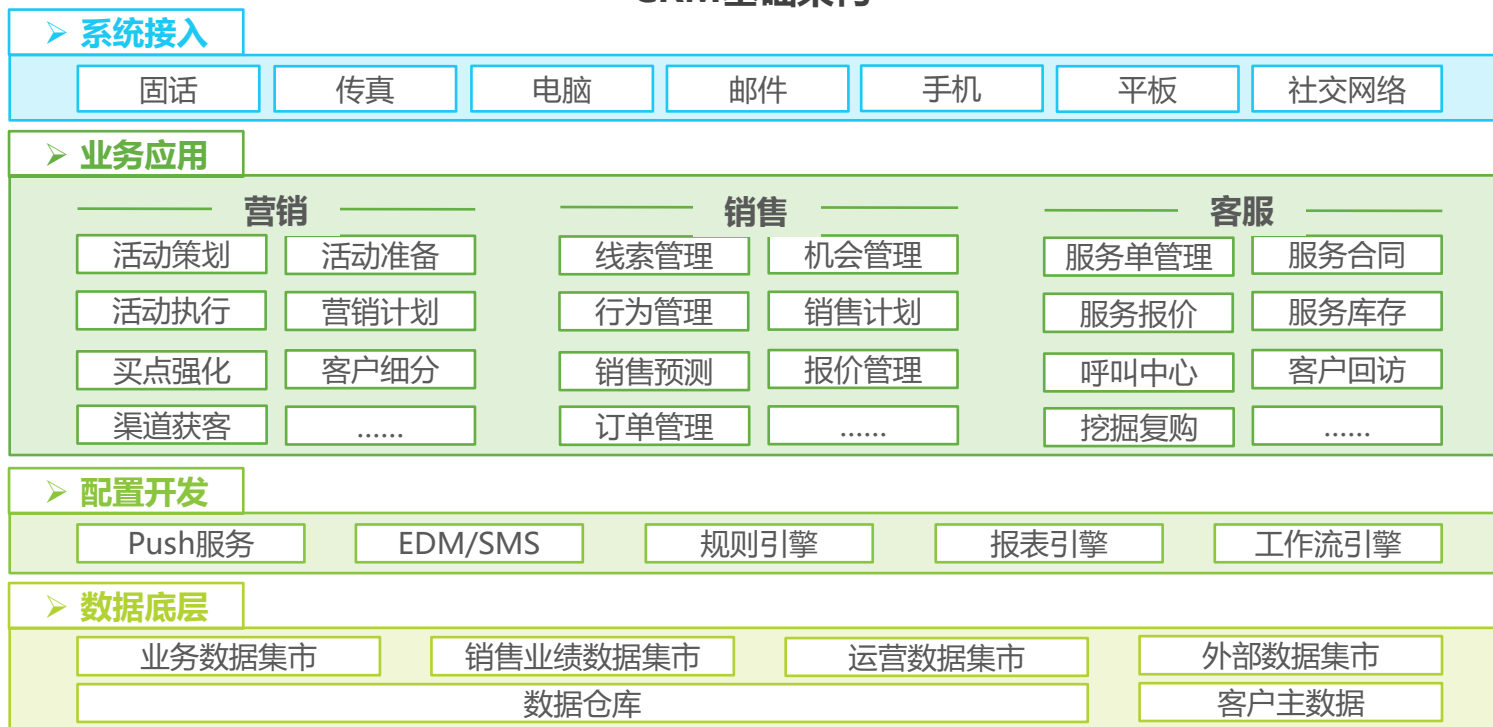 CRM基础架构
➢ 系统接入
固话 传真 电脑 邮件 手机 平板 社交网络
➢ 业务应用
营销 销售 客服
活动策划 活动准备 线索管理 机会管理 服务单管理 服务合同
活动执行 营销计划 行为管理 销售计划 服务报价 服务库存
买点强化 客户细分 销售预测 报价管理 呼叫中心 客户回访
渠道获客 …… 订单管理 …… 挖掘复购 ……
➢ 配置开发
Push服务 EDM/SMS 规则引擎 报表引擎 工作流引擎
➢ 数据底层
业务数据集市 销售业绩数据集市 运营数据集市 外部数据集市
数据仓库 客户主数据